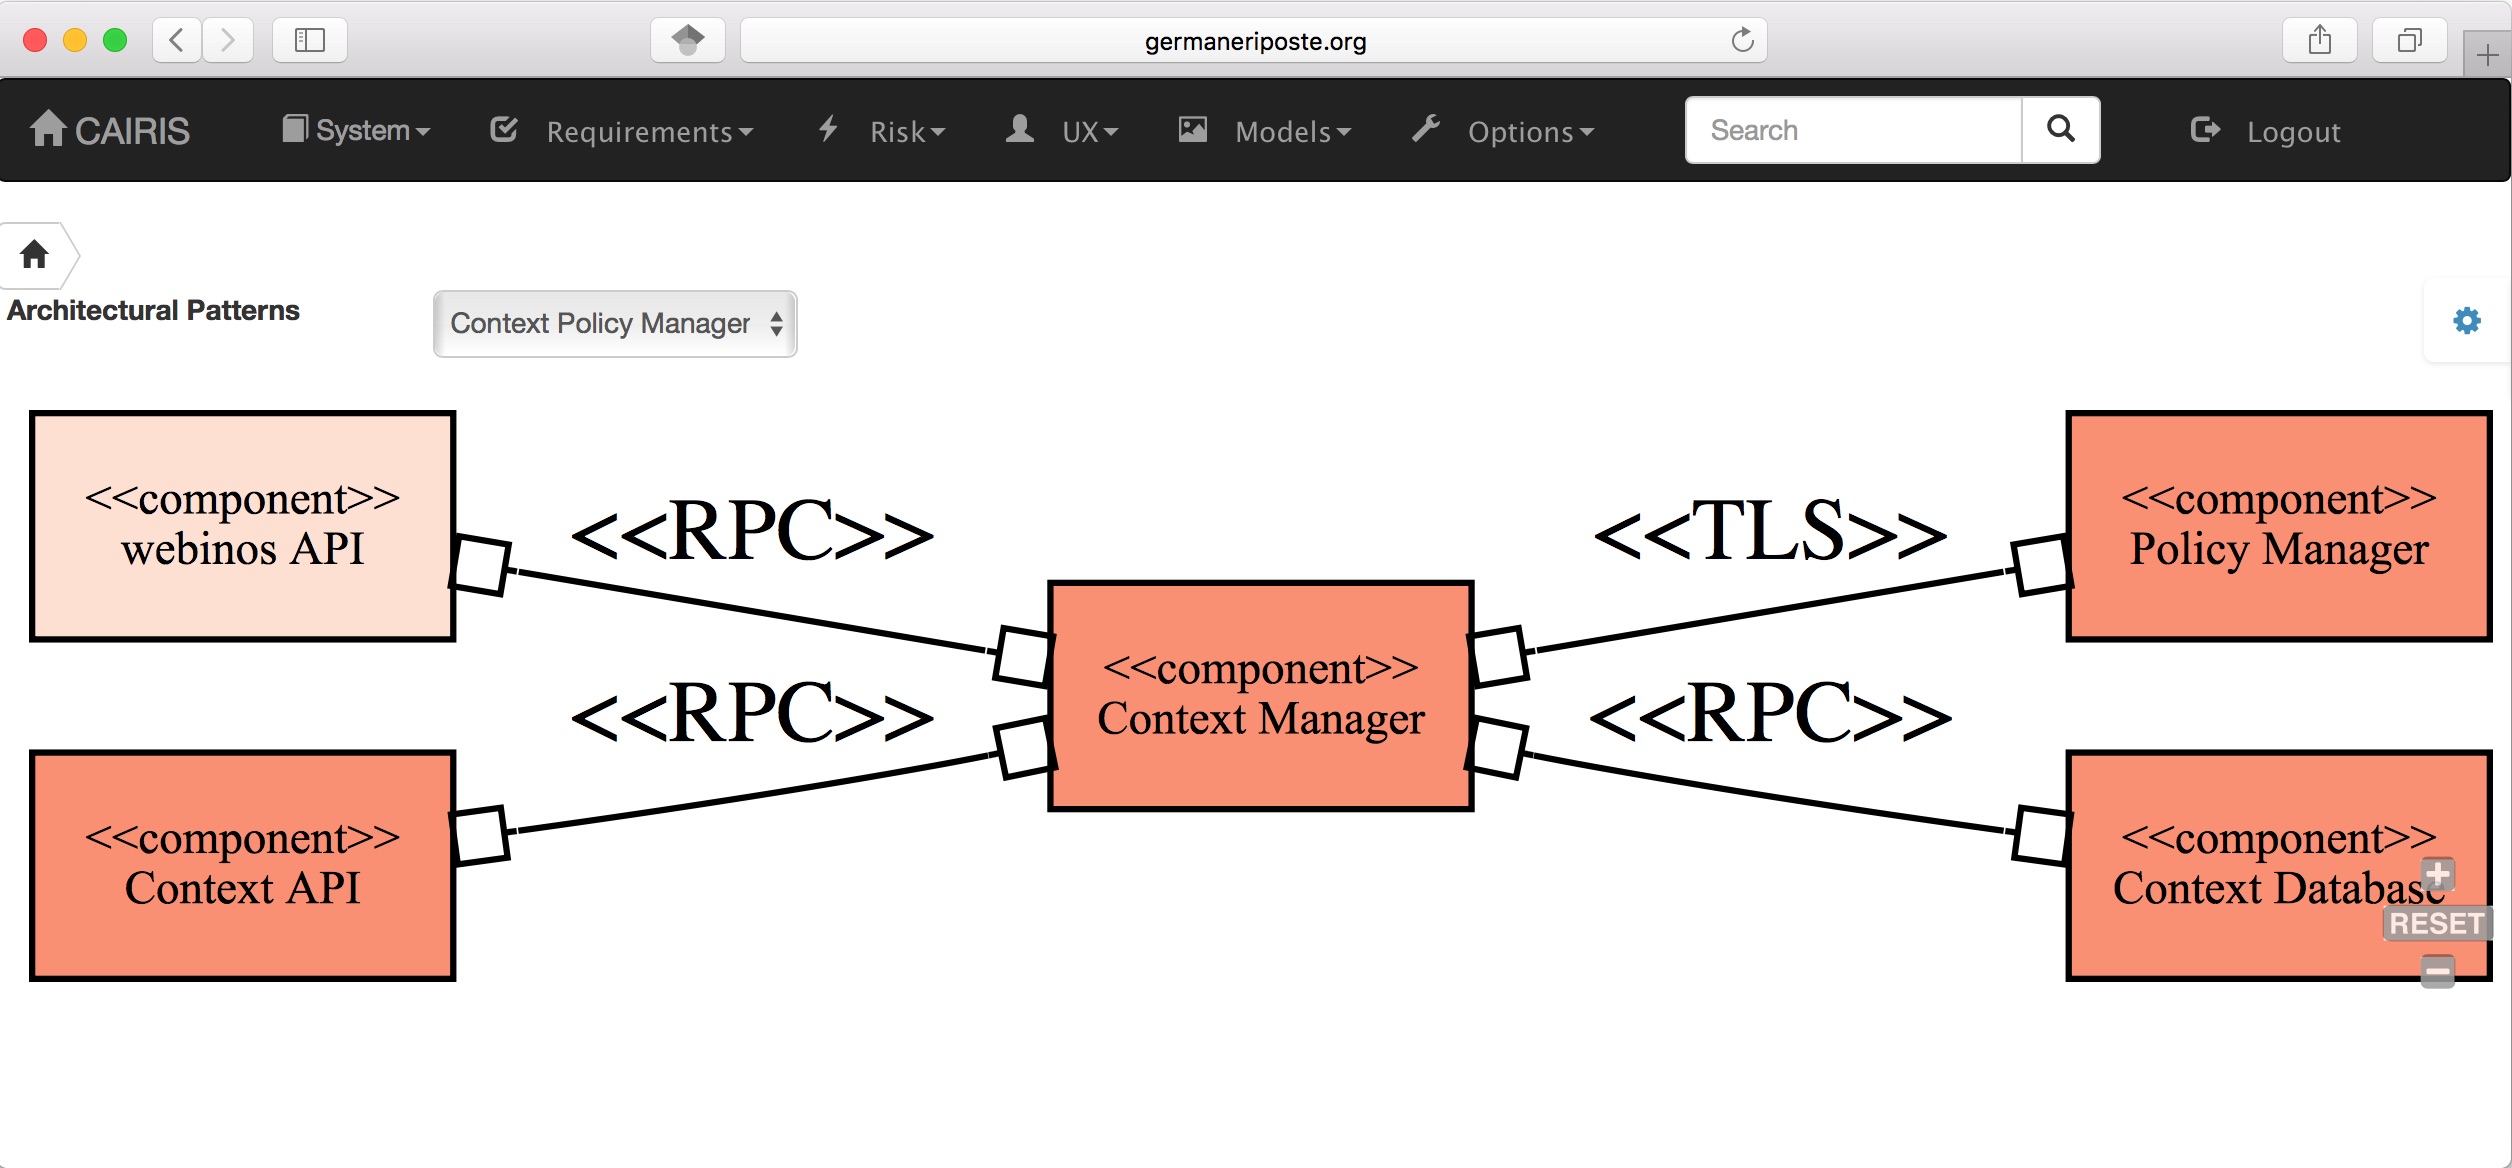 germaneriposte.org
CAIRIS System Requirements Risk UX Models Options Search Logout
Architectural Patterns Context Policy Manager
<<component>>
webinos API
<<RPC>>
<<TLS>>
<<component>>
Policy Manager
<<component>>
Context Manager
<<RPC>>
<<RPC>>
<<component>>
Context API
<<component>>
Context Database
RESET